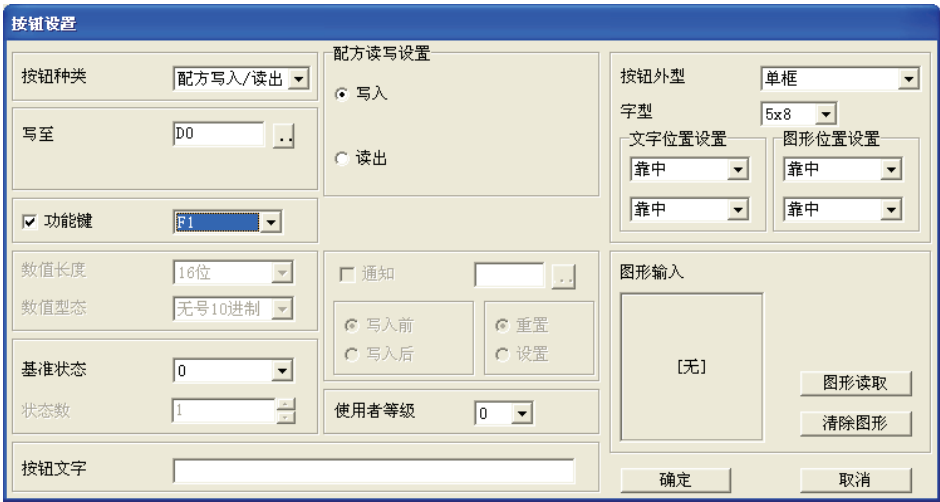 按钮设置
按钮种类
配方写入/读出
写至
D0
..
功能键
F1
数值长度
16位
数值型态
无号10进制
基准状态
0
状态数
1
按钮文字
配方读写设置
写入
读出
通知
..
写入前
写入后
重置
设置
使用者等级
0
按钮外型
单框
字型
5x8
文字位置设置
靠中
靠中
图形位置设置
靠中
靠中
图形输入
[无]
图形读取
清除图形
确定
取消